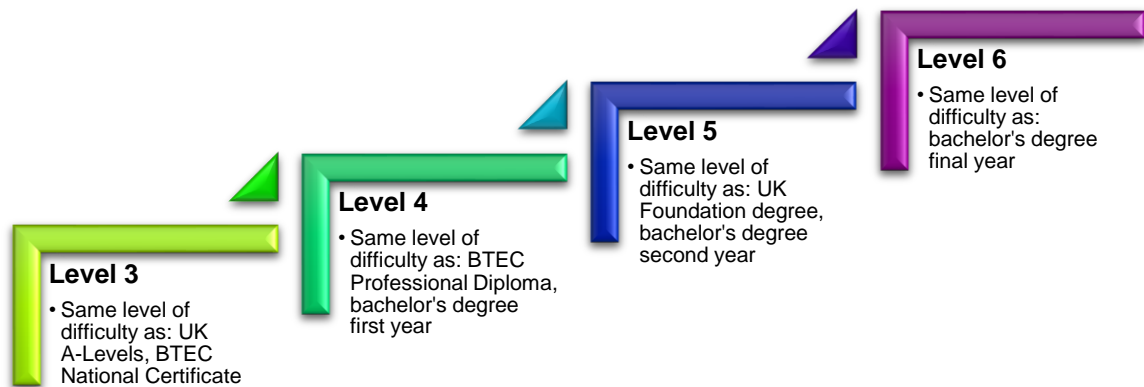 Level 3
• Same level of
difficulty as: UK
A-Levels, BTEC
National Certificate
Level 4
• Same level of
difficulty as: BTEC
Professional Diploma,
bachelor's degree
first year
Level 5
• Same level of
difficulty as: UK
Foundation degree,
bachelor's degree
second year
Level 6
• Same level of
difficulty as:
bachelor's degree
final year